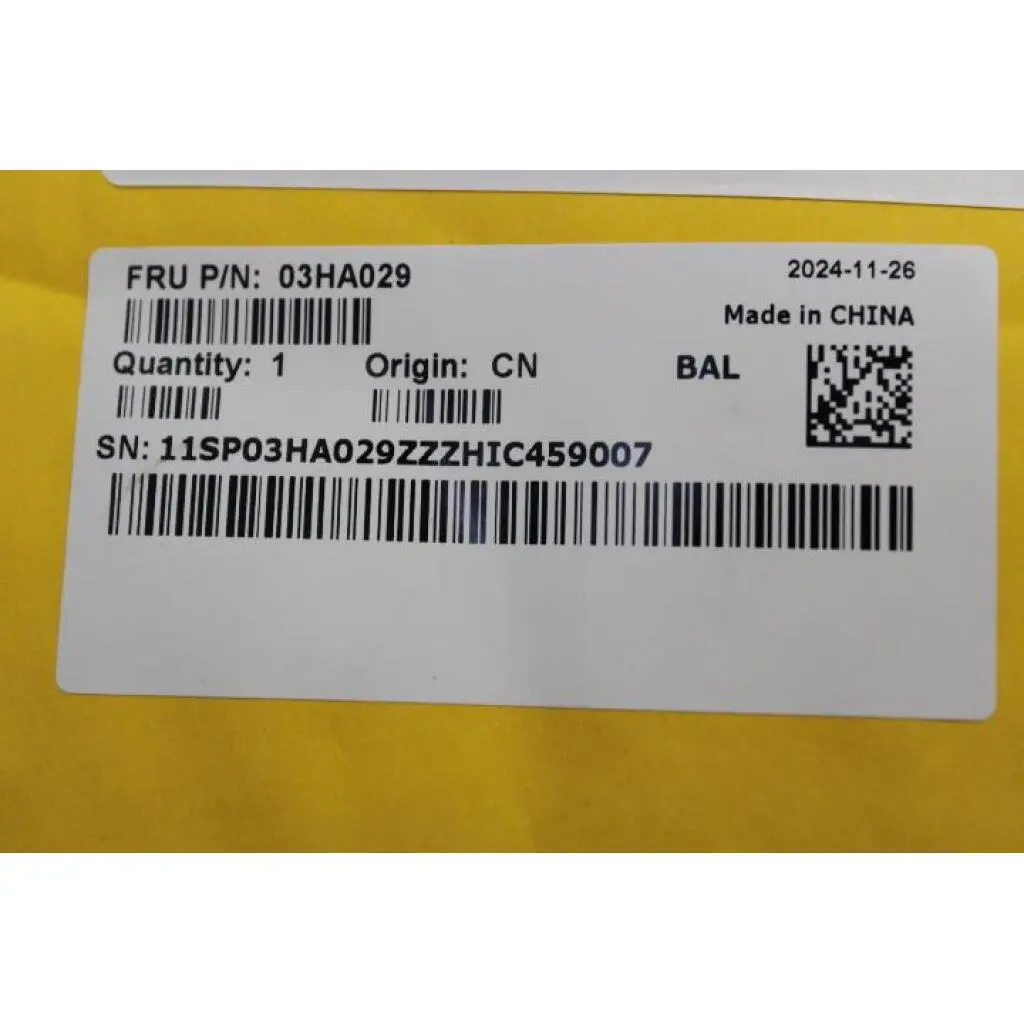 FRU P/N: 03HA029
2024-11-26
Made in CHINA
Quantity: 1 Origin: CN BAL
SN: 11SP03HA029ZZZHIC459007